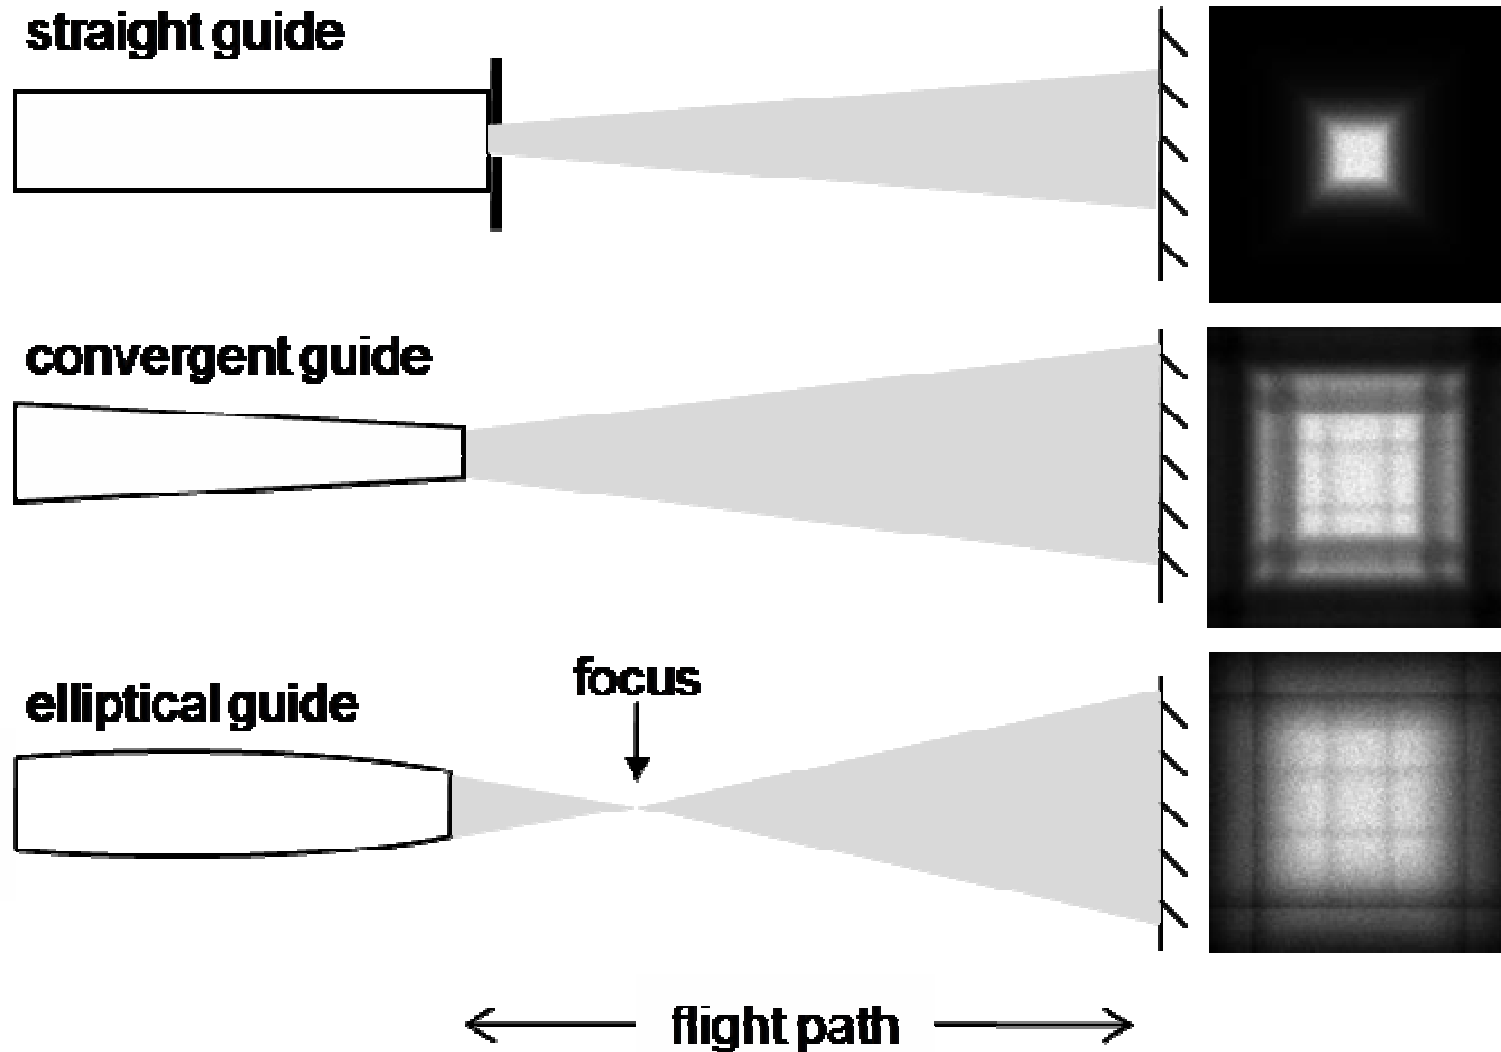 straight guide
convergent guide
focus
elliptical guide
flight path